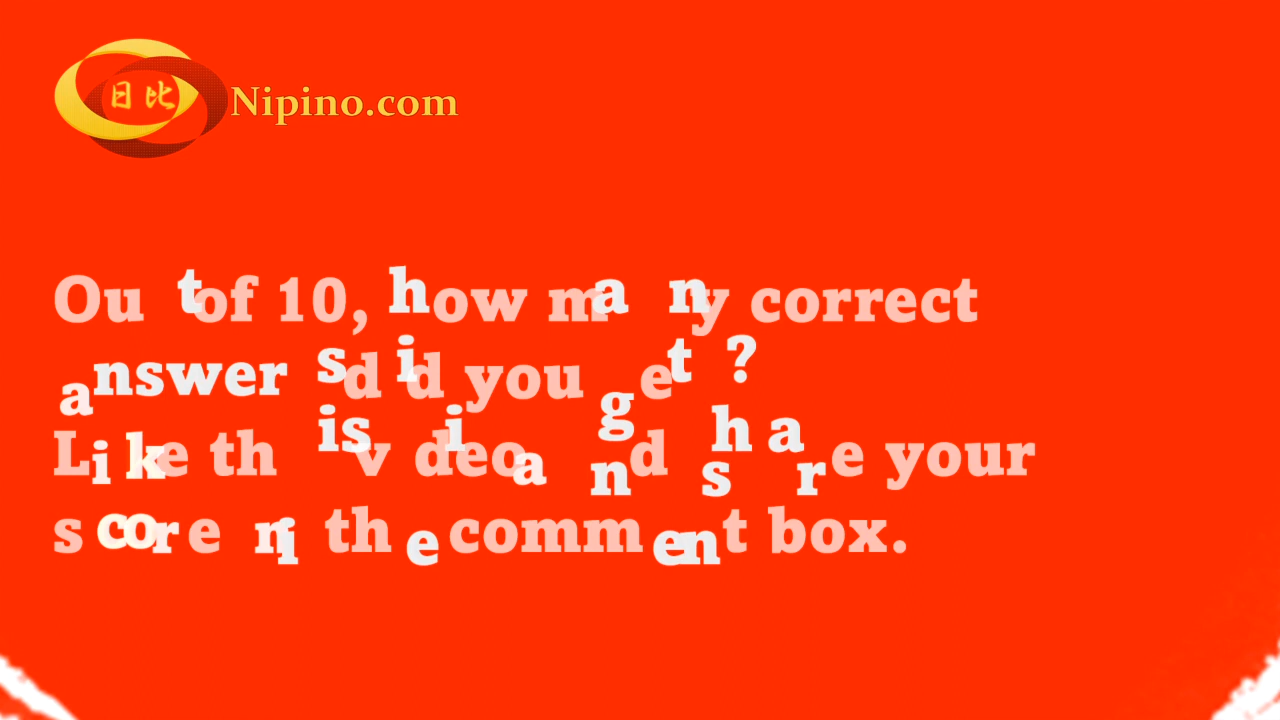 日比 Nipino.com
Out of 10, how many correct
answers did you get?
Like this video and share your
score in the comment box.